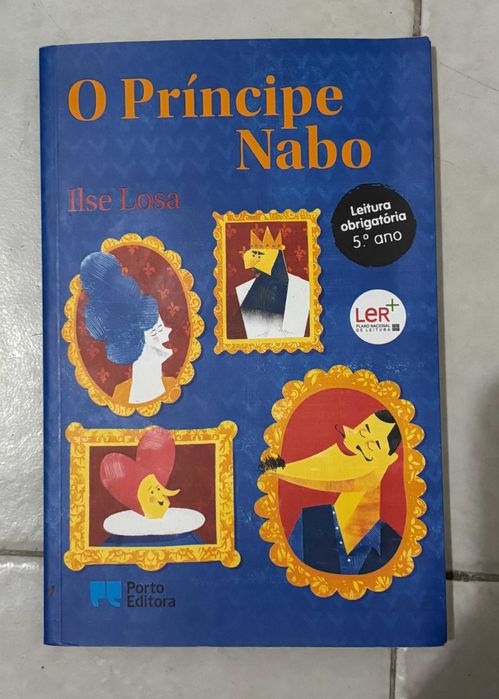 O Príncipe
Nabo
Ilse Losa
Leitura
obrigatória
5.º ano
LeR+
PLANO NACIONAL
DE LEITURA
Porto
Editora